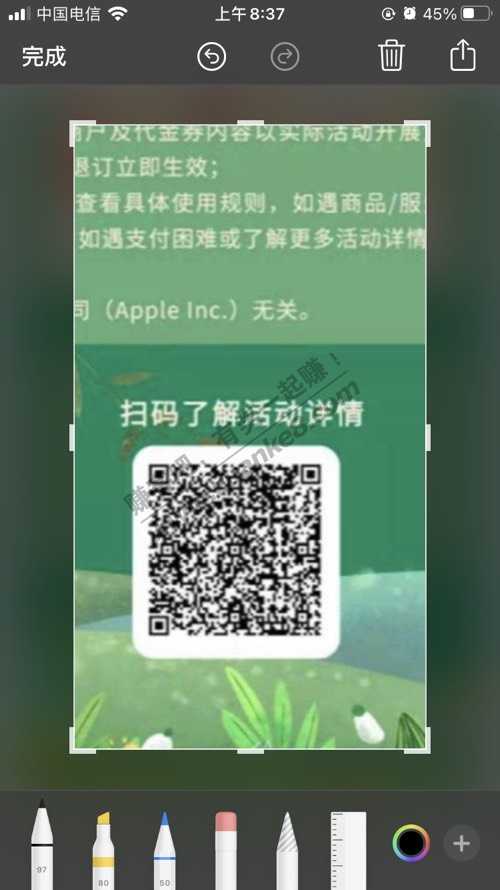 中国电信
上午8:37
45%
完成
商户及代金券内容以实际活动开展
退订立即生效；
查看具体使用规则，如遇商品/服
如遇支付困难或了解更多活动详情
司（Apple Inc.）无关。
扫码了解活动详情
赚客吧，有奖一起赚！
97
80
50